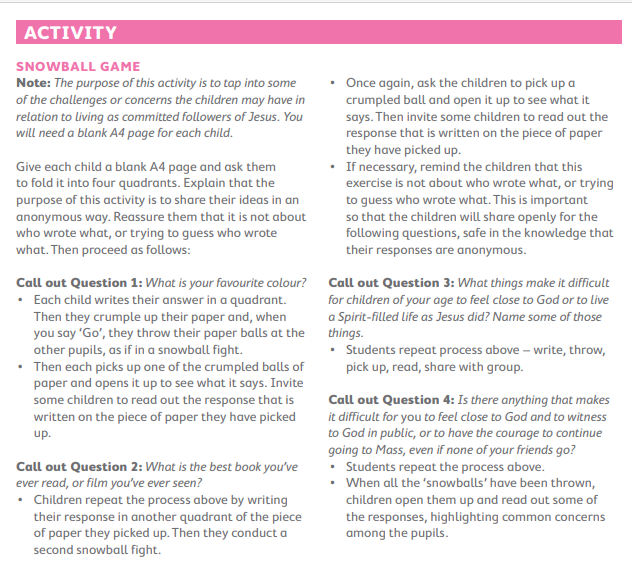 ACTIVITY
SNOWBALL GAME
Note: The purpose of this activity is to tap into some
of the challenges or concerns the children may have in
relation to living as committed followers of Jesus. You
will need a blank A4 page for each child.
Give each child a blank A4 page and ask them
to fold it into four quadrants. Explain that the
purpose of this activity is to share their ideas in an
anonymous way. Reassure them that it is not about
who wrote what, or trying to guess who wrote
what. Then proceed as follows:
Call out Question 1: What is your favourite colour?
• Each child writes their answer in a quadrant.
Then they crumple up their paper and, when
you say ‘Go’, they throw their paper balls at the
other pupils, as if in a snowball fight.
• Then each picks up one of the crumpled balls of
paper and opens it up to see what it says. Invite
some children to read out the response that is
written on the piece of paper they have picked
up.
Call out Question 2: What is the best book you’ve
ever read, or film you’ve ever seen?
• Children repeat the process above by writing
their response in another quadrant of the piece
of paper they picked up. Then they conduct a
second snowball fight.
• Once again, ask the children to pick up a
crumpled ball and open it up to see what it
says. Then invite some children to read out the
response that is written on the piece of paper
they have picked up.
• If necessary, remind the children that this
exercise is not about who wrote what, or trying
to guess who wrote what. This is important
so that the children will share openly for the
following questions, safe in the knowledge that
their responses are anonymous.
Call out Question 3: What things make it difficult
for children of your age to feel close to God or to live
a Spirit-filled life as Jesus did? Name some of those
things.
• Students repeat process above – write, throw,
pick up, read, share with group.
Call out Question 4: Is there anything that makes
it difficult for you to feel close to God and to witness
to God in public, or to have the courage to continue
going to Mass, even if none of your friends go?
• Students repeat the process above.
• When all the ‘snowballs’ have been thrown,
children open them up and read out some of
the responses, highlighting common concerns
among the pupils.